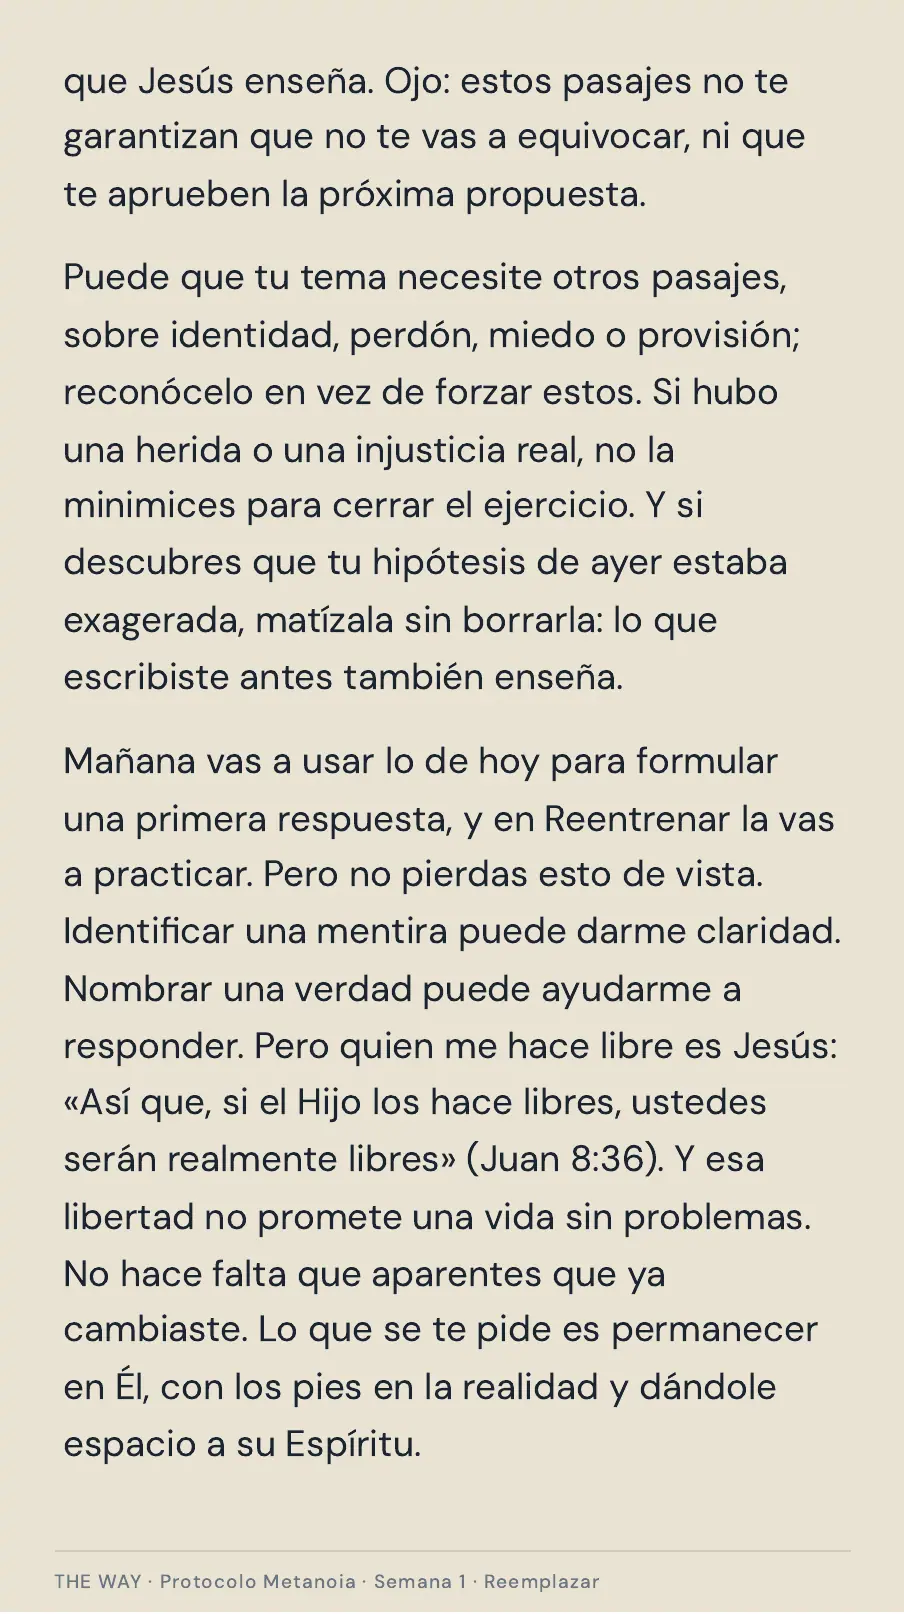 que Jesús enseña. Ojo: estos pasajes no te
garantizan que no te vas a equivocar, ni que
te aprueben la próxima propuesta.
Puede que tu tema necesite otros pasajes,
sobre identidad, perdón, miedo o provisión;
reconócelo en vez de forzar estos. Si hubo
una herida o una injusticia real, no la
minimices para cerrar el ejercicio. Y si
descubres que tu hipótesis de ayer estaba
exagerada, matízala sin borrarla: lo que
escribiste antes también enseña.
Mañana vas a usar lo de hoy para formular
una primera respuesta, y en Reentrenar la vas
a practicar. Pero no pierdas esto de vista.
Identificar una mentira puede darme claridad.
Nombrar una verdad puede ayudarme a
responder. Pero quien me hace libre es Jesús:
«Así que, si el Hijo los hace libres, ustedes
serán realmente libres» (Juan 8:36). Y esa
libertad no promete una vida sin problemas.
No hace falta que aparentes que ya
cambiaste. Lo que se te pide es permanecer
en Él, con los pies en la realidad y dándole
espacio a su Espíritu.
THE WAY · Protocolo Metanoia · Semana 1 · Reemplazar